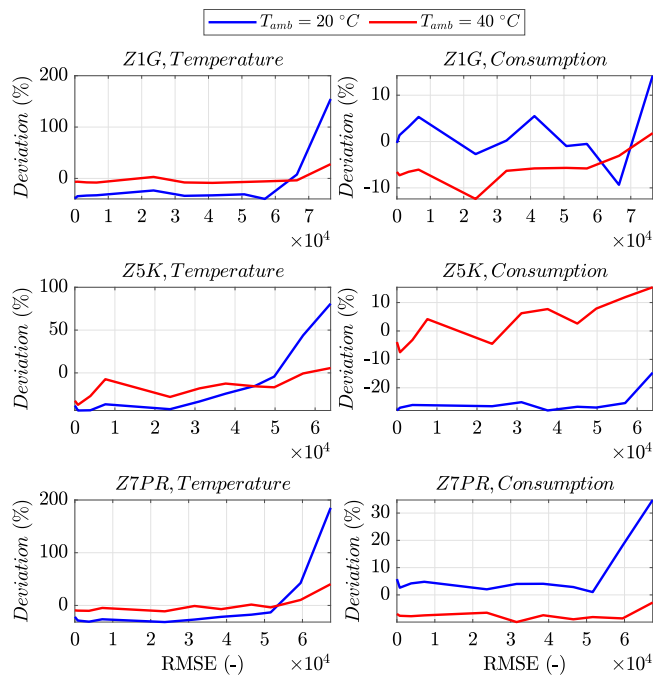 T_amb = 20 °C T_amb = 40 °C
Z1G, Temperature
Z1G, Consumption
Deviation (%)
200
100
0
0 1 2 3 4 5 6 7
×10^4
Deviation (%)
10
0
-10
0 1 2 3 4 5 6 7
×10^4
Z5K, Temperature
Z5K, Consumption
Deviation (%)
100
50
0
0 1 2 3 4 5 6
×10^4
Deviation (%)
10
0
-10
-20
0 1 2 3 4 5 6
×10^4
Z7PR, Temperature
Z7PR, Consumption
Deviation (%)
200
100
0
0 1 2 3 4 5 6
×10^4
RMSE (-)
Deviation (%)
30
20
10
0
-10
0 1 2 3 4 5 6
×10^4
RMSE (-)